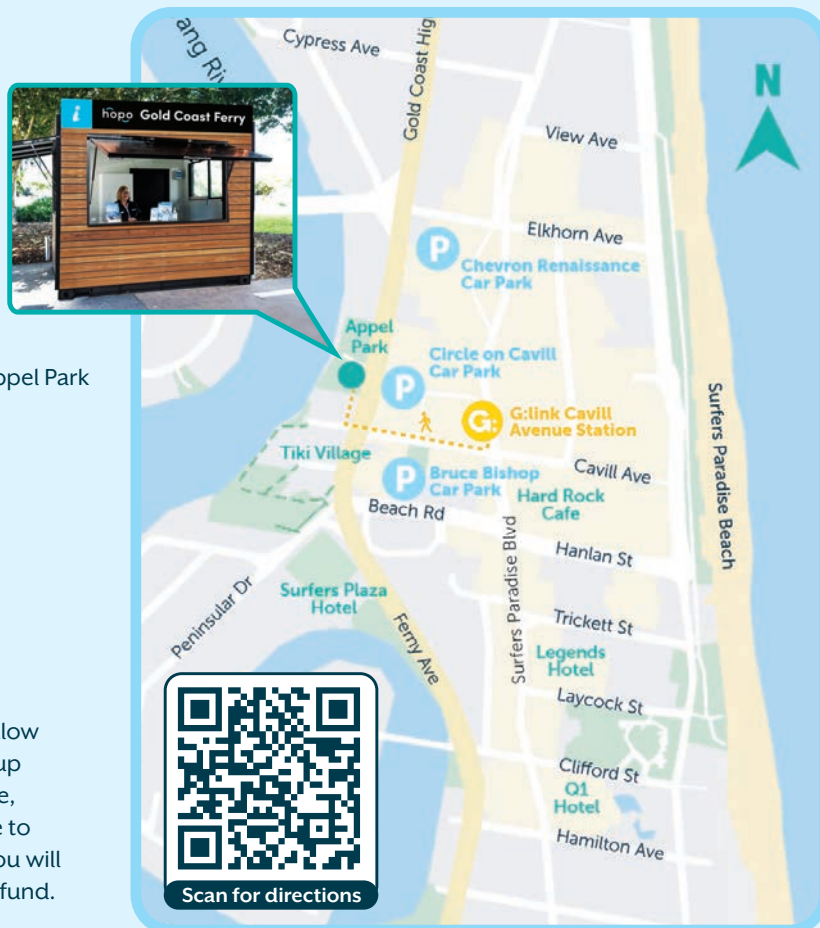 ang Riv
Cypress Ave
Gold Coast Hig
N
i hopo Gold Coast Ferry
View Ave
Elkhorn Ave
P
Chevron Renaissance
Car Park
Appel
Park
P
Circle on Cavill
Car Park
ppel Park
G:
G:link Cavill
Avenue Station
Tiki Village
P
Bruce Bishop
Car Park
Cavill Ave
Hard Rock
Cafe
Beach Rd
Surfers Paradise Beach
Hanlan St
Surfers Paradise Blvd
Peninsular Dr
Surfers Plaza
Hotel
Ferny Ave
Trickett St
Legends
Hotel
Laycock St
llow
up
e,
e to
ou will
fund.
Clifford St
Q1
Hotel
Hamilton Ave
Scan for directions